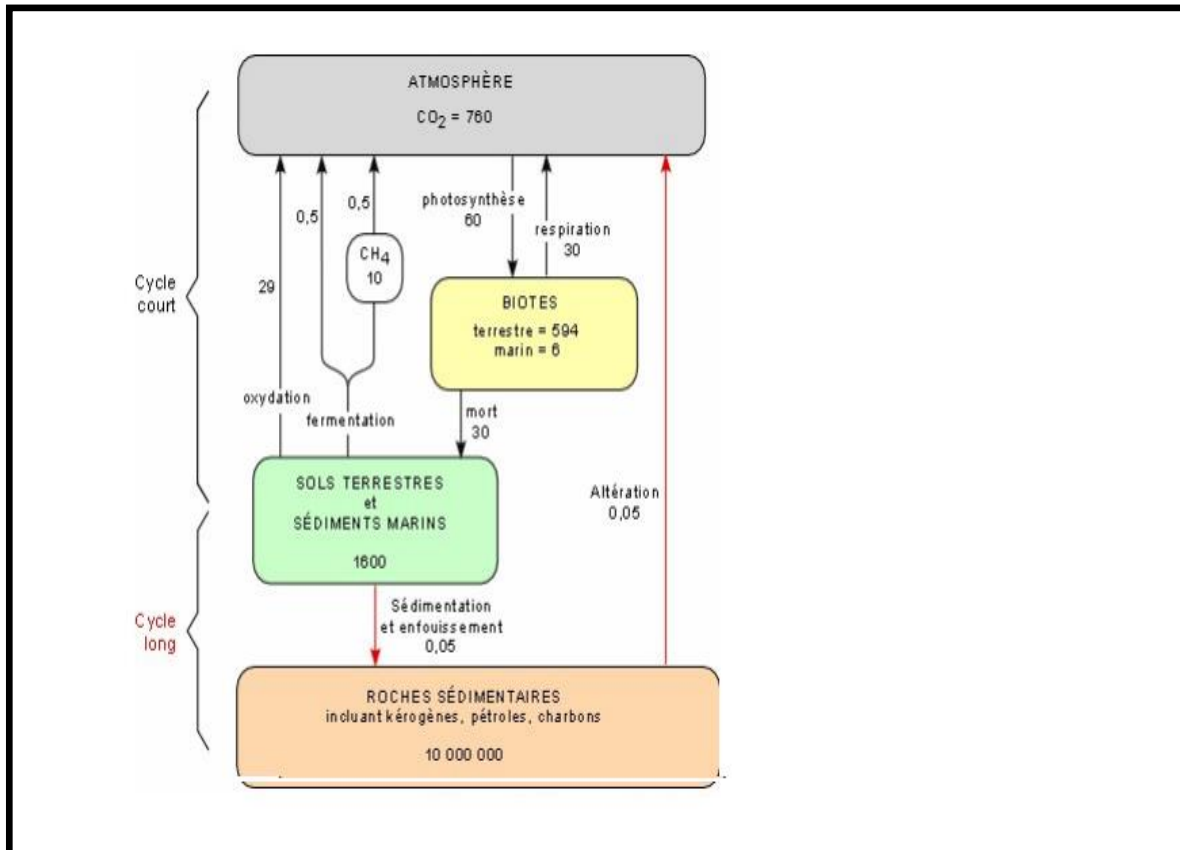 ATMOSPHÈRE
CO2 = 760
0,5
0,5
photosynthèse
60
respiration
30
CH4
10
Cycle
court
29
BIOTES
terrestre = 594
marin = 6
oxydation
fermentation
mort
30
SOLS TERRESTRES
et
SÉDIMENTS MARINS
1600
Altération
0,05
Cycle
long
Sédimentation
et enfouissement
0,05
ROCHES SÉDIMENTAIRES
incluant kérogènes, pétroles, charbons
10 000 000